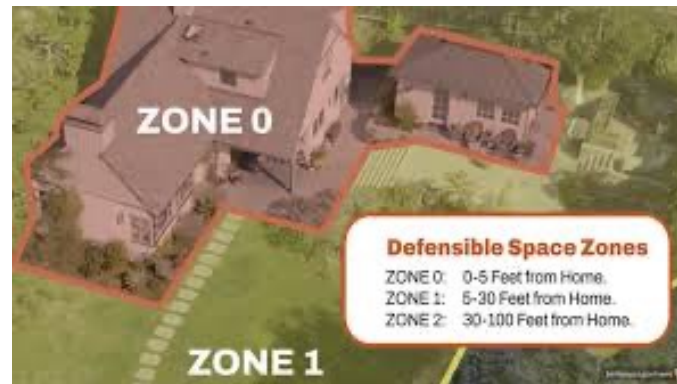 ZONE 0
Defensible Space Zones
ZONE 0: 0-5 Feet from Home.
ZONE 1: 5-30 Feet from Home.
ZONE 2: 30-100 Feet from Home.
ZONE 1